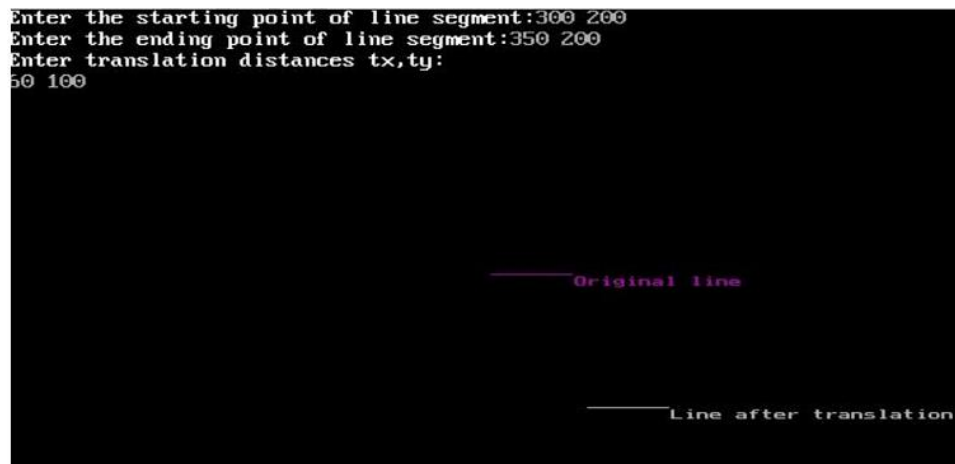 Enter the starting point of line segment:300 200
Enter the ending point of line segment:350 200
Enter translation distances tx,ty:
60 100
Original line
Line after translation